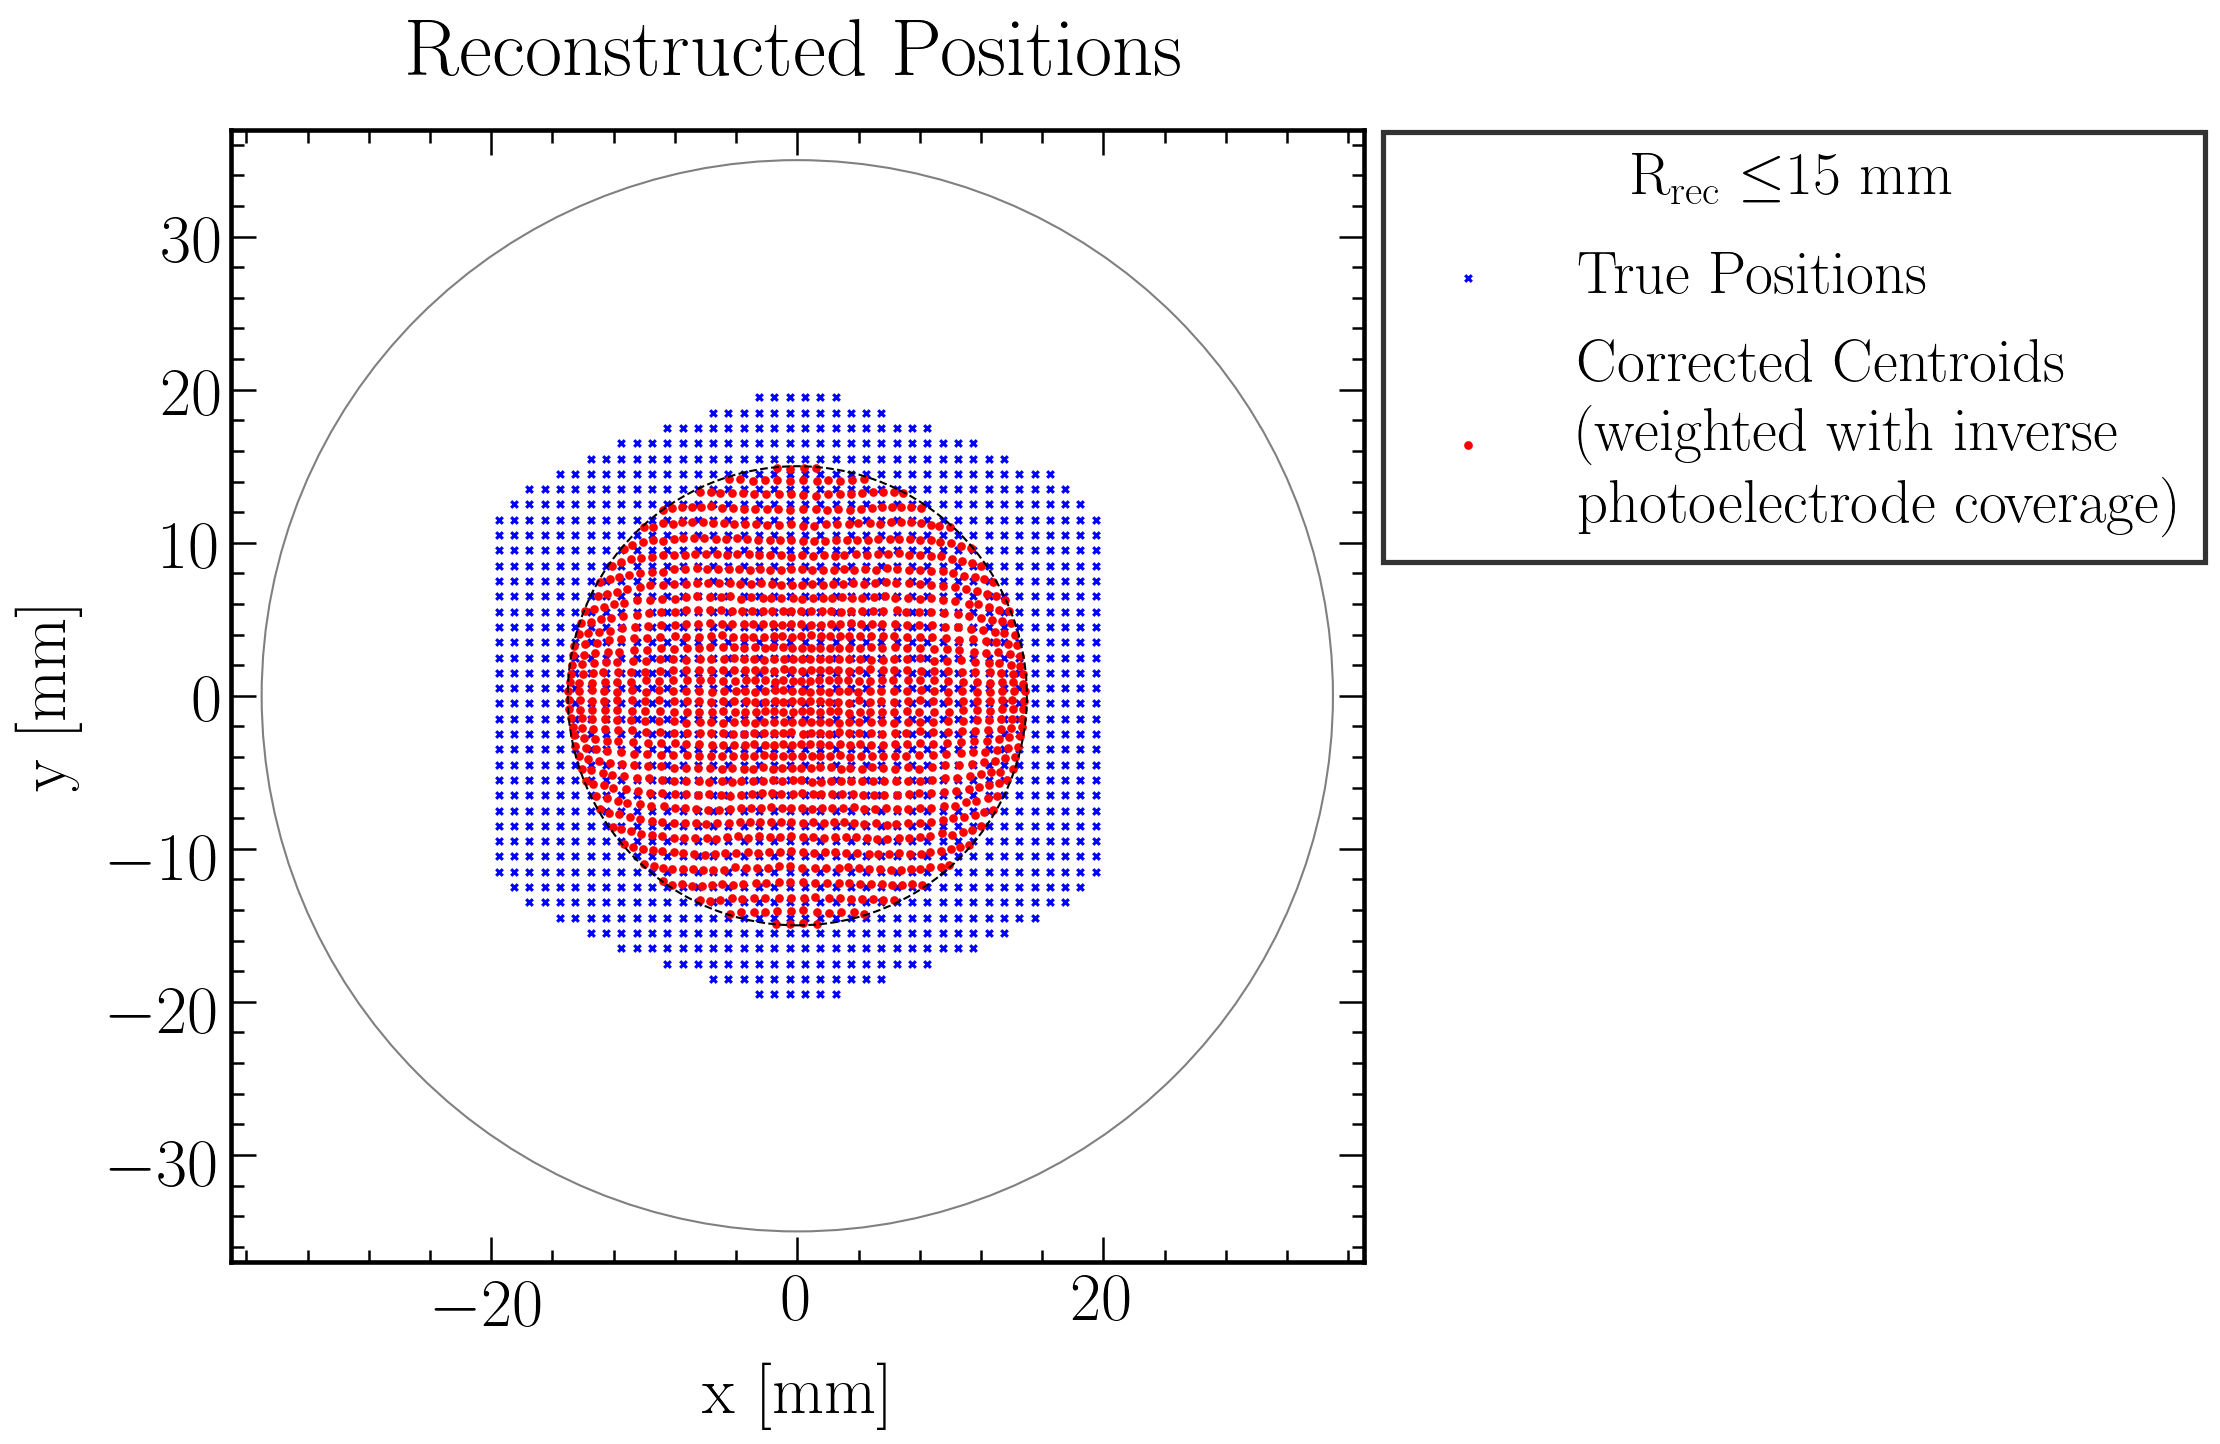 Reconstructed Positions
R_rec ≤15 mm
True Positions
Corrected Centroids
(weighted with inverse
photoelectrode coverage)
30
20
10
0
−10
−20
−30
y [mm]
−20
0
20
x [mm]